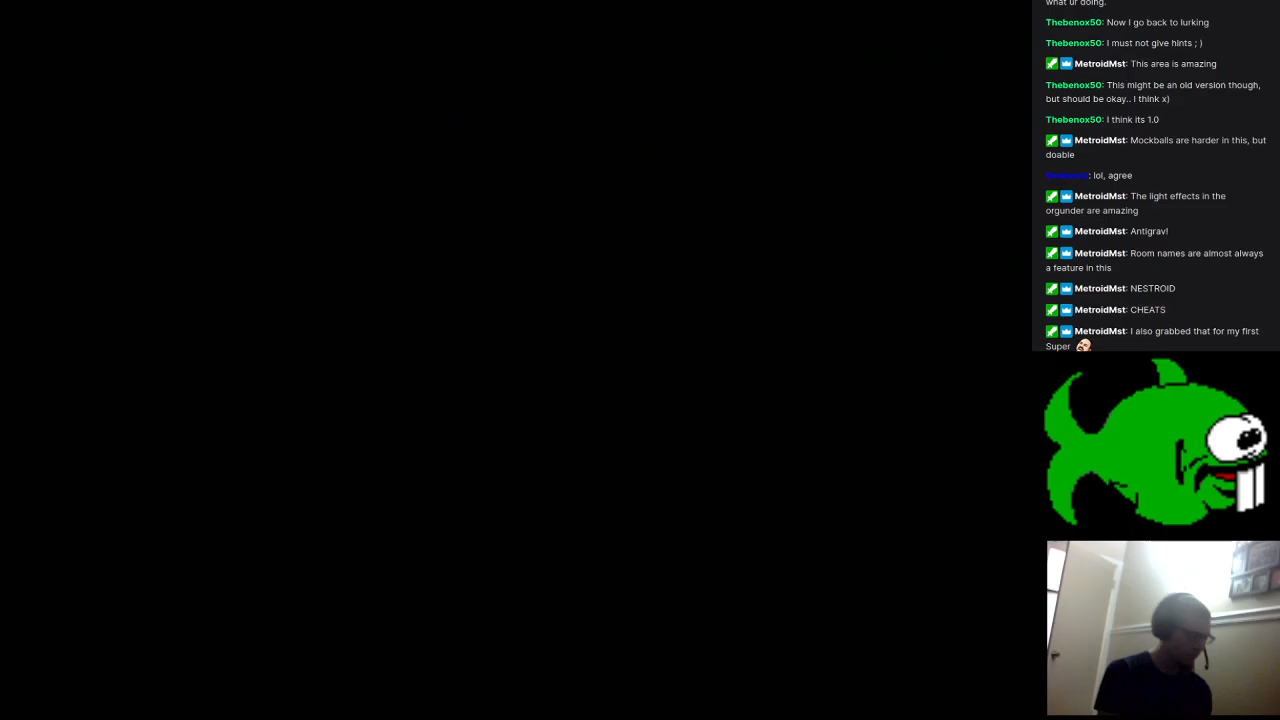 what ur doing.
Thebenox50: Now I go back to lurking
Thebenox50: I must not give hints ; )
MetroidMst: This area is amazing
Thebenox50: This might be an old version though,
but should be okay.. I think x)
Thebenox50: I think its 1.0
MetroidMst: Mockballs are harder in this, but
doable
: lol, agree
MetroidMst: The light effects in the
orgunder are amazing
MetroidMst: Antigrav!
MetroidMst: Room names are almost always
a feature in this
MetroidMst: NESTROID
MetroidMst: CHEATS
MetroidMst: I also grabbed that for my first
Super